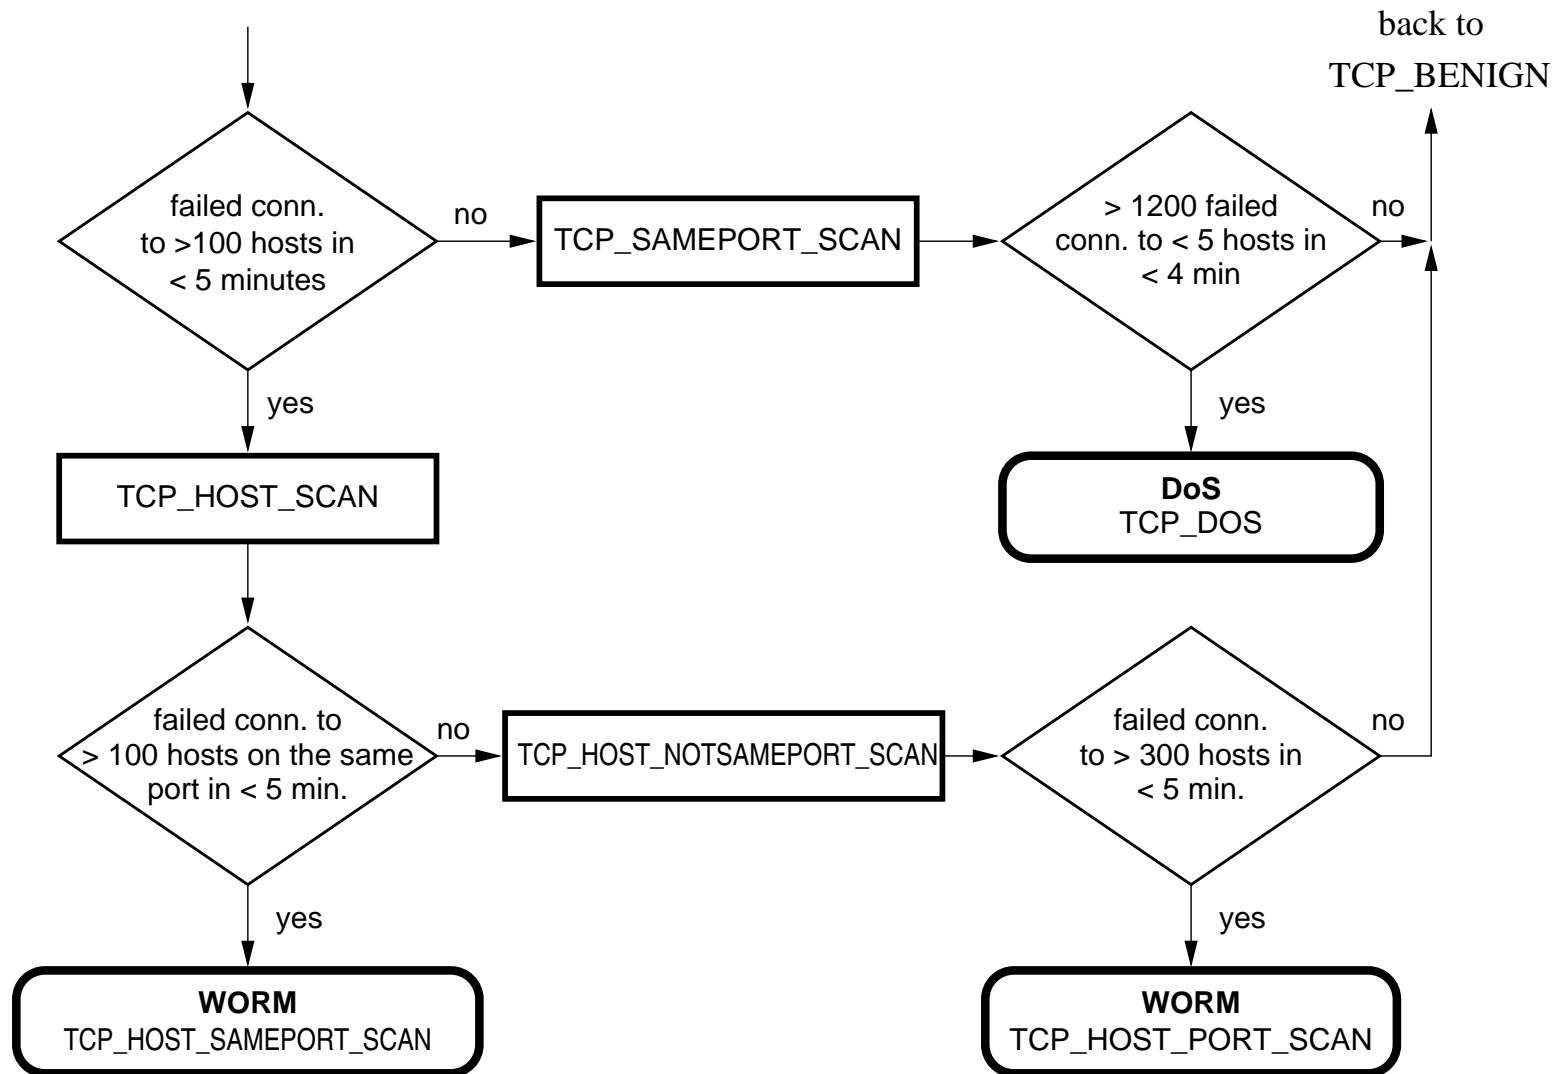 back to
TCP_BENIGN
failed conn.
to >100 hosts in
< 5 minutes
no
TCP_SAMEPORT_SCAN
> 1200 failed
conn. to < 5 hosts in
< 4 min
no
yes
yes
TCP_HOST_SCAN
DoS
TCP_DOS
failed conn. to
> 100 hosts on the same
port in < 5 min.
no
TCP_HOST_NOTSAMEPORT_SCAN
failed conn.
to > 300 hosts in
< 5 min.
no
yes
yes
WORM
TCP_HOST_SAMEPORT_SCAN
WORM
TCP_HOST_PORT_SCAN